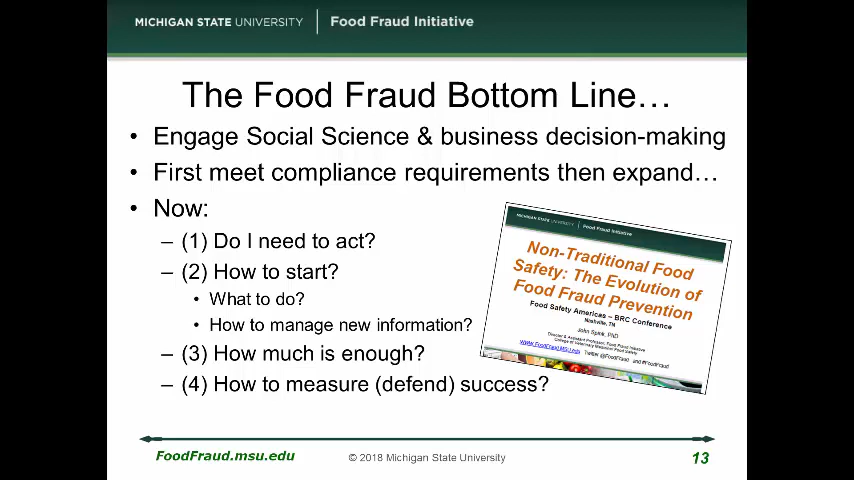 MICHIGAN STATE UNIVERSITY | Food Fraud Initiative
The Food Fraud Bottom Line…
• Engage Social Science & business decision-making
• First meet compliance requirements then expand…
• Now:
– (1) Do I need to act?
– (2) How to start?
• What to do?
• How to manage new information?
– (3) How much is enough?
– (4) How to measure (defend) success?
MICHIGAN STATE UNIVERSITY | Food Fraud Initiative
Non-Traditional Food
Safety: The Evolution of
Food Fraud Prevention
Food Safety Americas – BRC Conference
Nashville, TN
John Spink, PhD
Director & Assistant Professor, Food Fraud Initiative
College of Veterinary Medicine
WWW.FoodFraud.MSU.edu Twitter @FoodFraud and #FoodFraud
FoodFraud.msu.edu
© 2018 Michigan State University
13